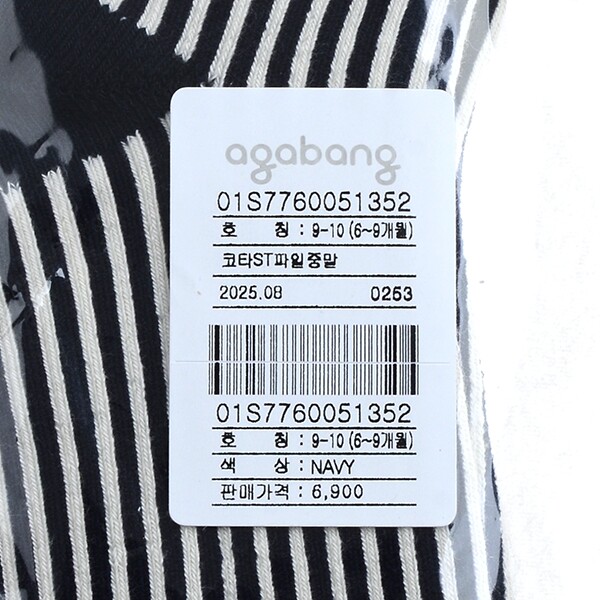 agabang
01S7760051352
호 칭 : 9-10 (6~9개월)
코타ST파일중말
2025.08 0253
01S7760051352
호 칭 : 9-10 (6~9개월)
색 상 : NAVY
판매가격 : 6,900